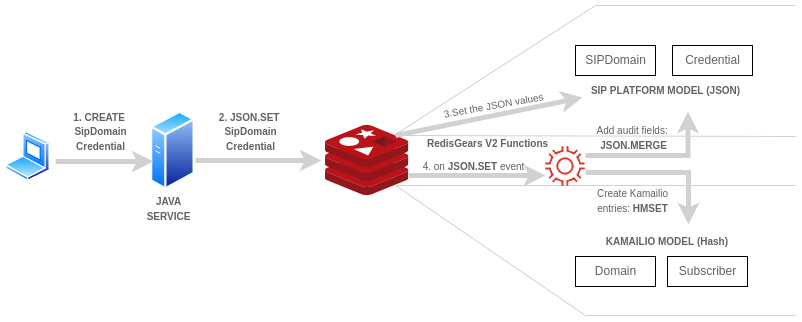 1. CREATE
SipDomain
Credential
JAVA
SERVICE
2. JSON.SET
SipDomain
Credential
3.Set the JSON values
RedisGears V2 Functions
4. on JSON.SET event
SIPDomain
Credential
SIP PLATFORM MODEL (JSON)
Add audit fields:
JSON.MERGE
Create Kamailio
entries: HMSET
KAMAILIO MODEL (Hash)
Domain
Subscriber